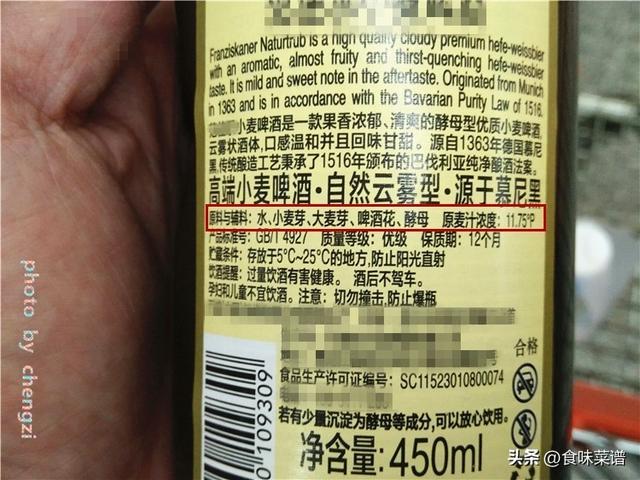 Franziskaner Naturtrub is a high quality cloudy premium hefe-weissbier
with an aromatic, almost fruity and thirst-quenching hefe-weissbier
taste. It is mild and sweet note in the aftertaste. Originated from Munich
in 1363 and is in accordance with the Bavarian Purity Law of 1516.
小麦啤酒是一款果香浓郁、清爽的酵母型优质小麦啤酒,
云雾状酒体,口感温和并且回味甘甜。源自1363年德国慕尼
黑,传统酿造工艺秉承了1516年颁布的巴伐利亚纯净酿酒法案。
高端小麦啤酒·自然云雾型·源于慕尼黑
原料与辅料: 水、小麦芽、大麦芽、啤酒花、酵母 原麦汁浓度: 11.75°P
产品标准号: GB/T 4927 质量等级: 优级 保质期: 12个月
贮藏条件: 存放于5°C~25°C的地方,防止阳光直射
饮酒提醒: 过量饮酒有害健康。 酒后不驾车。
孕妇和儿童不宜饮酒。注意: 切勿撞击,防止爆瓶
合格
食品生产许可证编号: SC11523010800074
若有少量沉淀为酵母等成分,可以放心饮用。
净含量: 450ml
0109309
photo by chengzi
头条 @食味菜谱